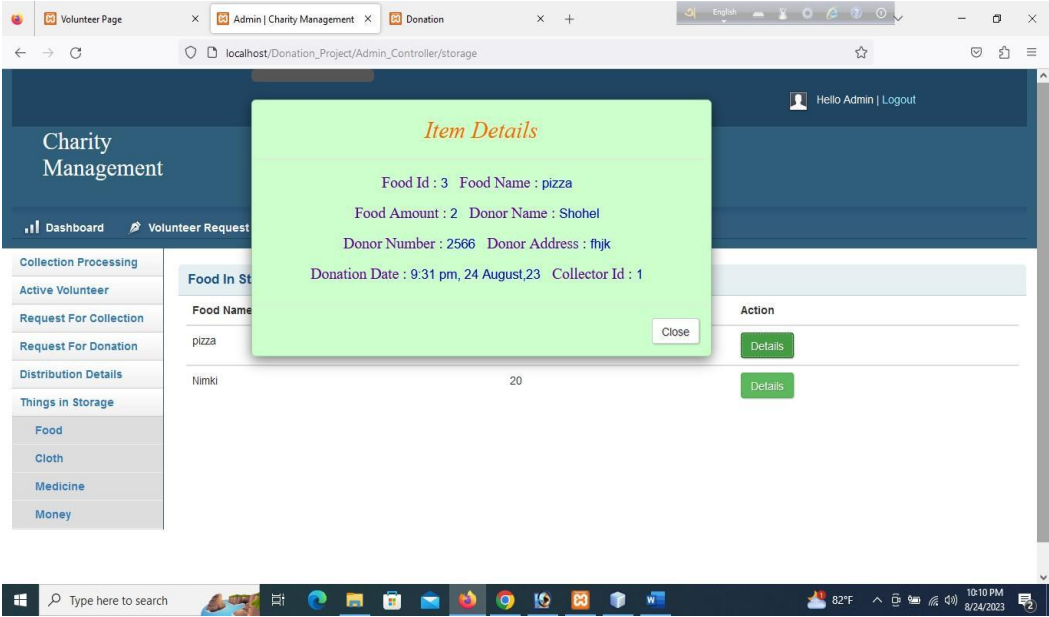 Volunteer Page
Admin | Charity Management
Donation
English
localhost/Donation_Project/Admin_Controller/storage
Hello Admin | Logout
Charity
Management
Dashboard
Volunteer Request
Item Details
Food Id : 3 Food Name : pizza
Food Amount : 2 Donor Name : Shohel
Donor Number : 2566 Donor Address : fhjk
Donation Date : 9:31 pm, 24 August,23 Collector Id : 1
Close
Collection Processing
Active Volunteer
Request For Collection
Request For Donation
Distribution Details
Things in Storage
Food
Cloth
Medicine
Money
Food In St
Food Name Action
pizza Details
Nimki 20 Details
Type here to search
82°F
10:10 PM
8/24/2023
2